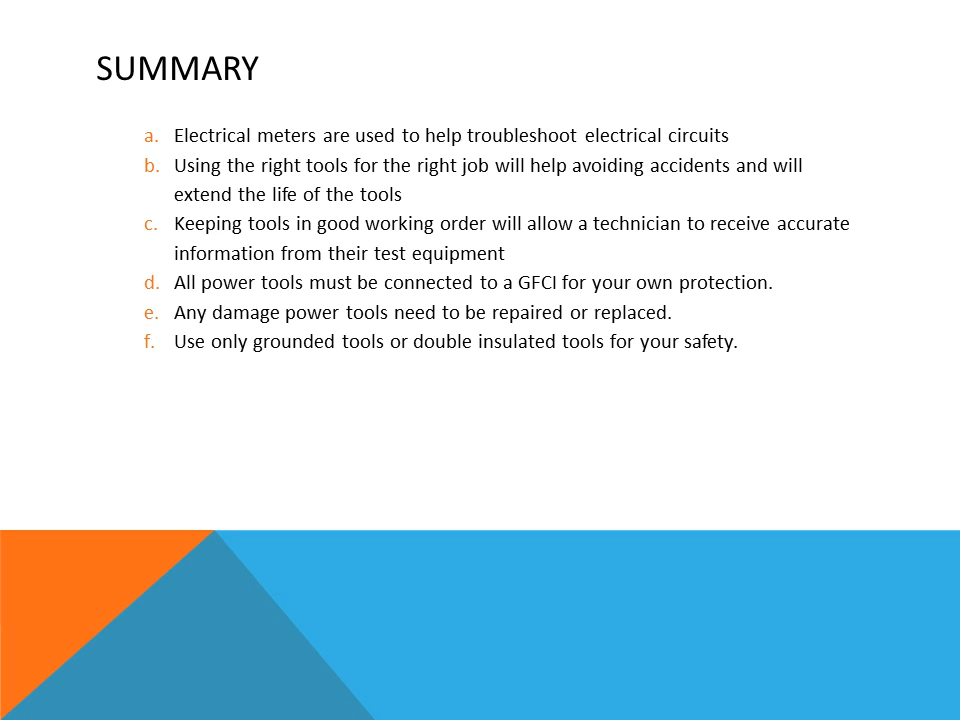 SUMMARY
a. Electrical meters are used to help troubleshoot electrical circuits
b. Using the right tools for the right job will help avoiding accidents and will
extend the life of the tools
c. Keeping tools in good working order will allow a technician to receive accurate
information from their test equipment
d. All power tools must be connected to a GFCI for your own protection.
e. Any damage power tools need to be repaired or replaced.
f. Use only grounded tools or double insulated tools for your safety.